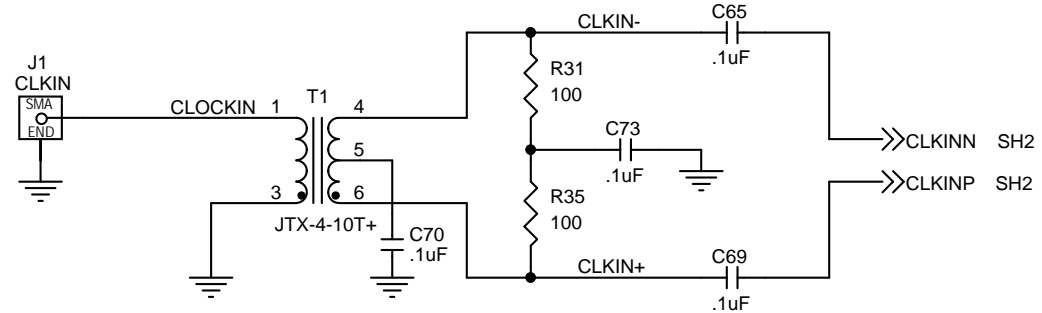 CLKIN-
C65
.1uF
J1
CLKIN
SMA
END
CLOCKIN
1
T1
4
R31
100
5
C73
.1uF
CLKINN SH2
CLKINP SH2
3
6
JTX-4-10T+
C70
.1uF
R35
100
CLKIN+
C69
.1uF